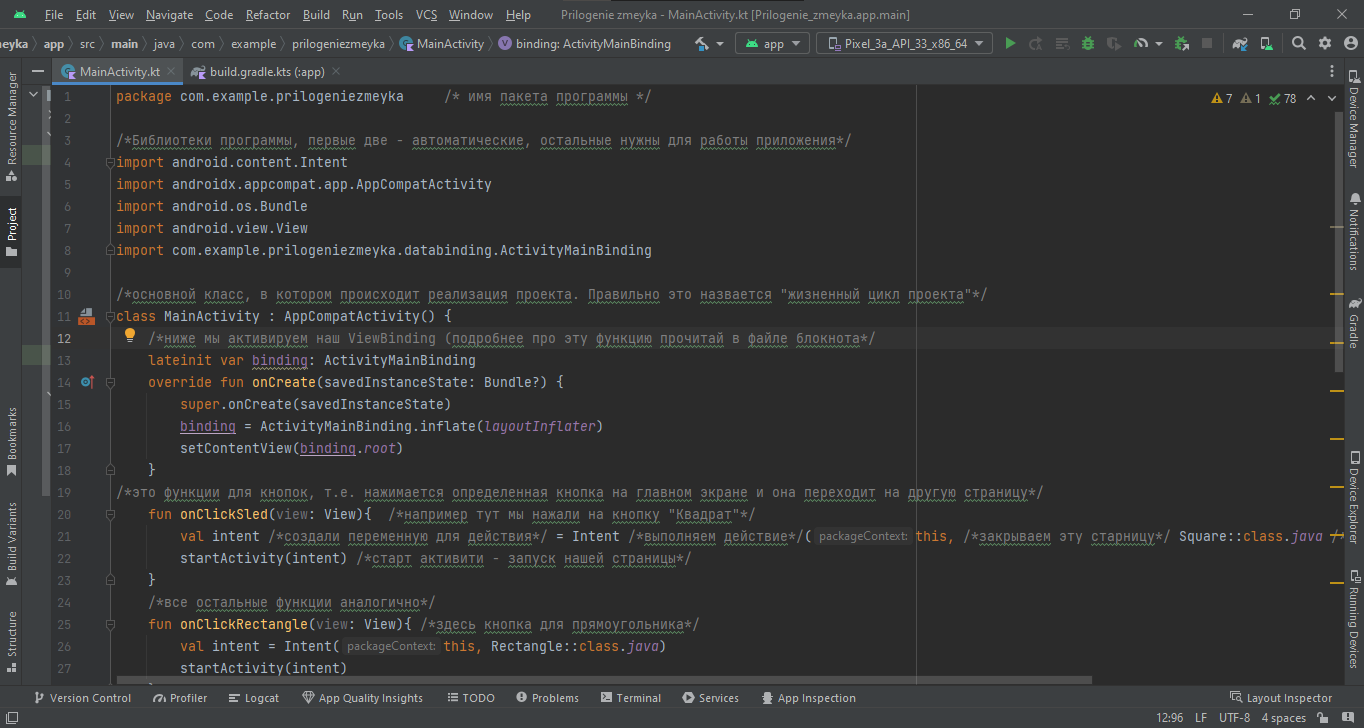 File Edit View Navigate Code Refactor Build Run Tools VCS Window Help Prilogenie zmeyka - MainActivity.kt [Prilogenie_zmeyka.app.main]
eyka app src main java com example prilogeniezmeyka MainActivity binding: ActivityMainBinding app Pixel_3a_API_33_x86_64
MainActivity.kt build.gradle.kts (:app)
7 1 78
1 package com.example.prilogeniezmeyka /* имя пакета программы */
2
3 /*Библиотеки программы, первые две - автоматические, остальные нужны для работы приложения*/
4 import android.content.Intent
5 import androidx.appcompat.app.AppCompatActivity
6 import android.os.Bundle
7 import android.view.View
8 import com.example.prilogeniezmeyka.databinding.ActivityMainBinding
9
10 /*основной класс, в котором происходит реализация проекта. Правильно это назвается "жизненный цикл проекта"*/
11 class MainActivity : AppCompatActivity() {
12 /*ниже мы активируем наш ViewBinding (подробнее про эту функцию прочитай в файле блокнота*/
13 lateinit var binding: ActivityMainBinding
14 override fun onCreate(savedInstanceState: Bundle?) {
15 super.onCreate(savedInstanceState)
16 binding = ActivityMainBinding.inflate(layoutInflater)
17 setContentView(binding.root)
18 }
19 /*это функции для кнопок, т.е. нажимается определенная кнопка на главном экране и она переходит на другую страницу*/
20 fun onClickSled(view: View){ /*например тут мы нажали на кнопку "Квадрат"*/
21 val intent /*создали переменную для действия*/ = Intent /*выполняем действие*/( packageContext: this, /*закрываем эту старницу*/ Square::class.java /*
22 startActivity(intent) /*старт активити - запуск нашей страницы*/
23 }
24 /*все остальные функции аналогично*/
25 fun onClickRectangle(view: View){ /*здесь кнопка для прямоугольника*/
26 val intent = Intent( packageContext: this, Rectangle::class.java)
27 startActivity(intent)
Resource Manager
Project
Bookmarks
Build Variants
Structure
Device Manager
Notifications
Gradle
Device Explorer
Running Devices
Version Control Profiler Logcat App Quality Insights TODO Problems Terminal Services App Inspection Layout Inspector
12:96 LF UTF-8 4 spaces